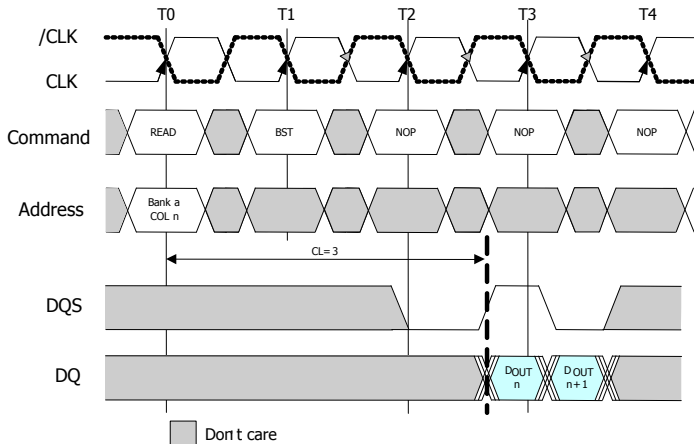 T0 T1 T2 T3 T4
/CLK
CLK
Command READ BST NOP NOP NOP
Address Bank a
COL n
CL= 3
DQS
DQ DOUT
n DOUT
n+1
Don't care